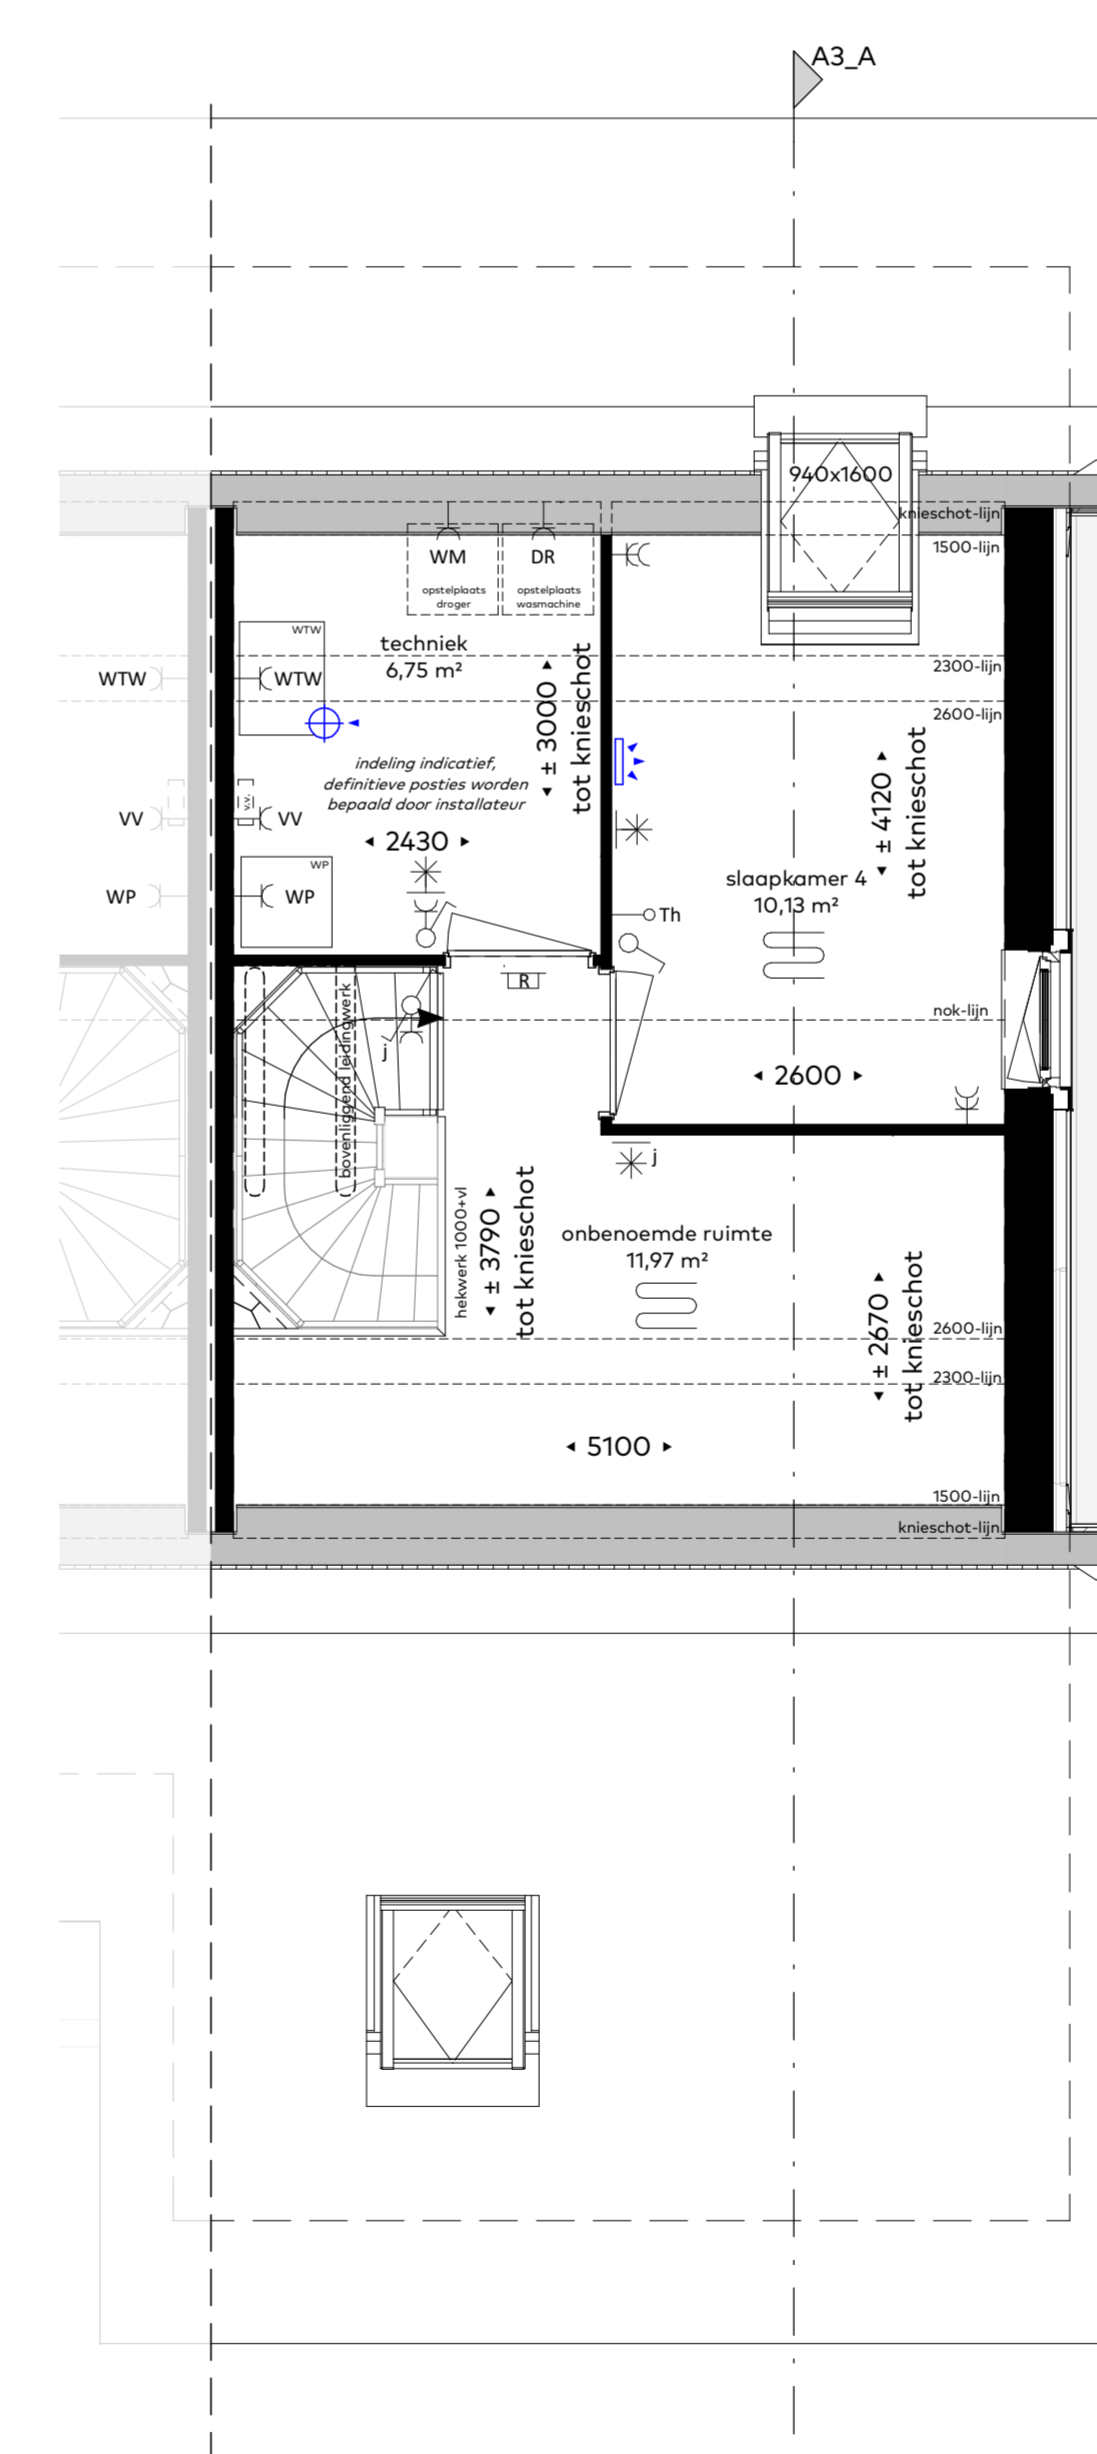 A3_A
940x1600
knieschot-lijn
1500-lijn
WM
DR
opstelplaats
droger
opstelplaats
wasmachine
WTW
techniek
6,75 m²
2300-lijn
WTW
WTW
2600-lijn
± 3000
tot knieschot
indeling indicatief,
definitieve posties worden
bepaald door installateur
± 4120
tot knieschot
v.v.
VV
VV
2430
WP
slaapkamer 4
10,13 m²
WP
WP
Th
R
bovenliggend leidingwerk
nok-lijn
j
2600
j
hekwerk 1000+vl
± 3790
tot knieschot
onbenoemde ruimte
11,97 m²
± 2670
tot knieschot
2600-lijn
2300-lijn
5100
1500-lijn
knieschot-lijn